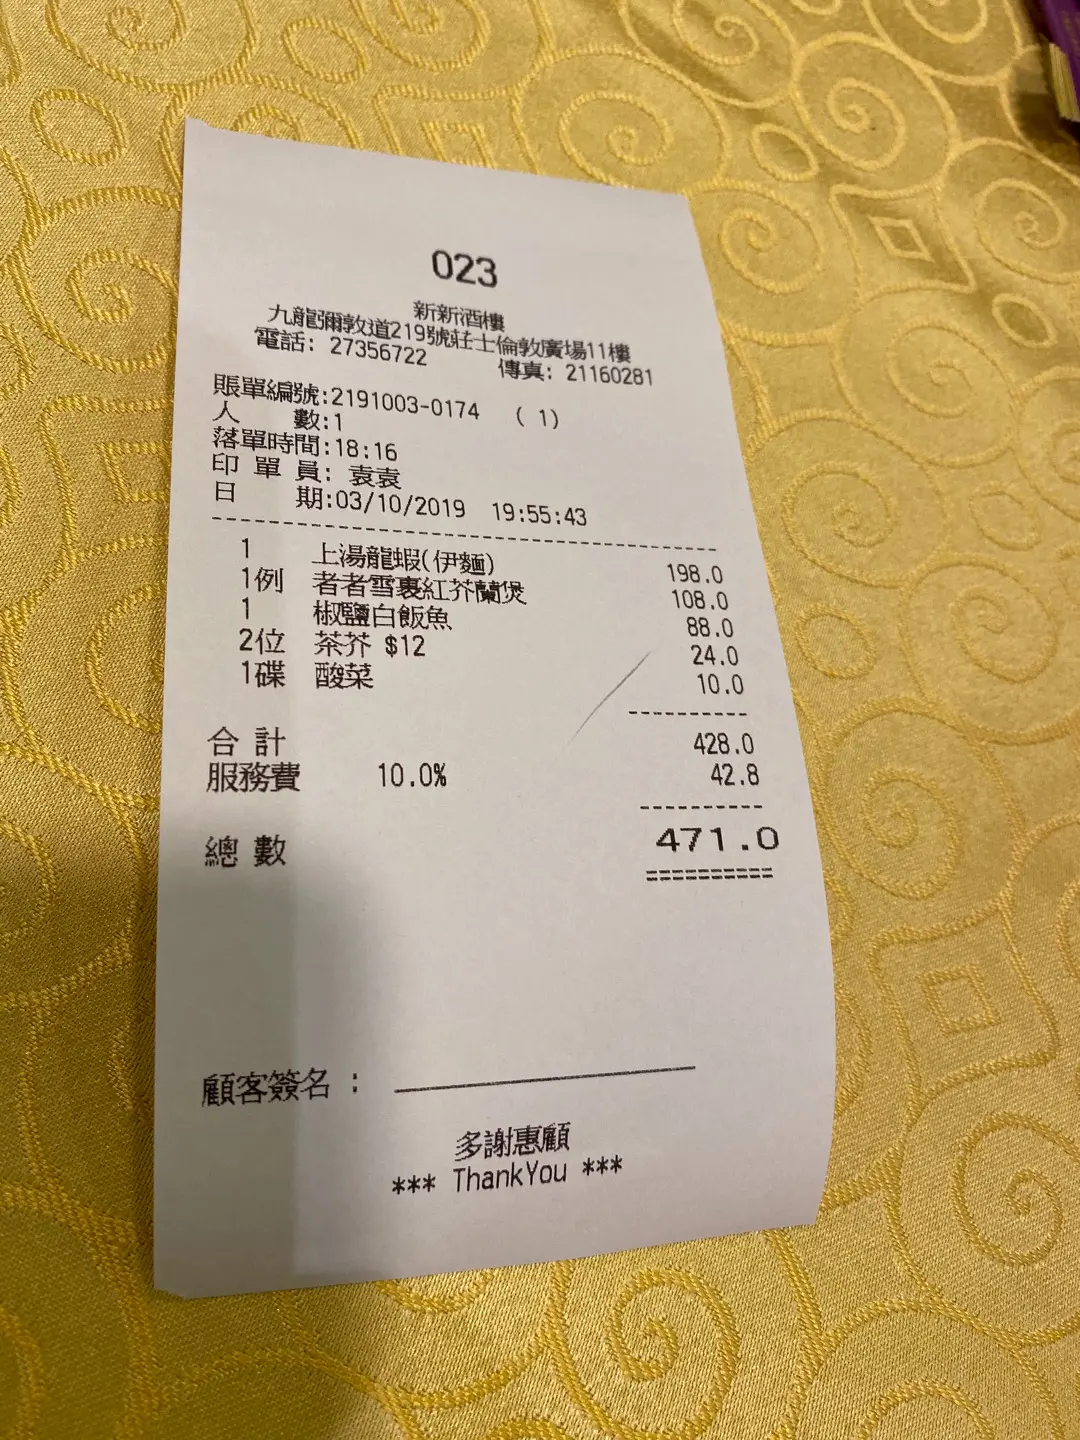 023
新新酒樓
九龍彌敦道219號莊士倫敦廣場11樓
電話: 27356722 傳真: 21160281
賬單編號:2191003-0174 ( 1)
人 數:1
落單時間:18:16
印 單 員: 袁袁
日 期:03/10/2019 19:55:43
1 上湯龍蝦(伊麵) 198.0
1例 者者雪裏紅芥蘭煲 108.0
1 椒鹽白飯魚 88.0
2位 茶芥 $12 24.0
1碟 酸菜 10.0
合 計 428.0
服務費 10.0% 42.8
總 數 471.0
==========
顧客簽名 :
多謝惠顧
*** ThankYou ***